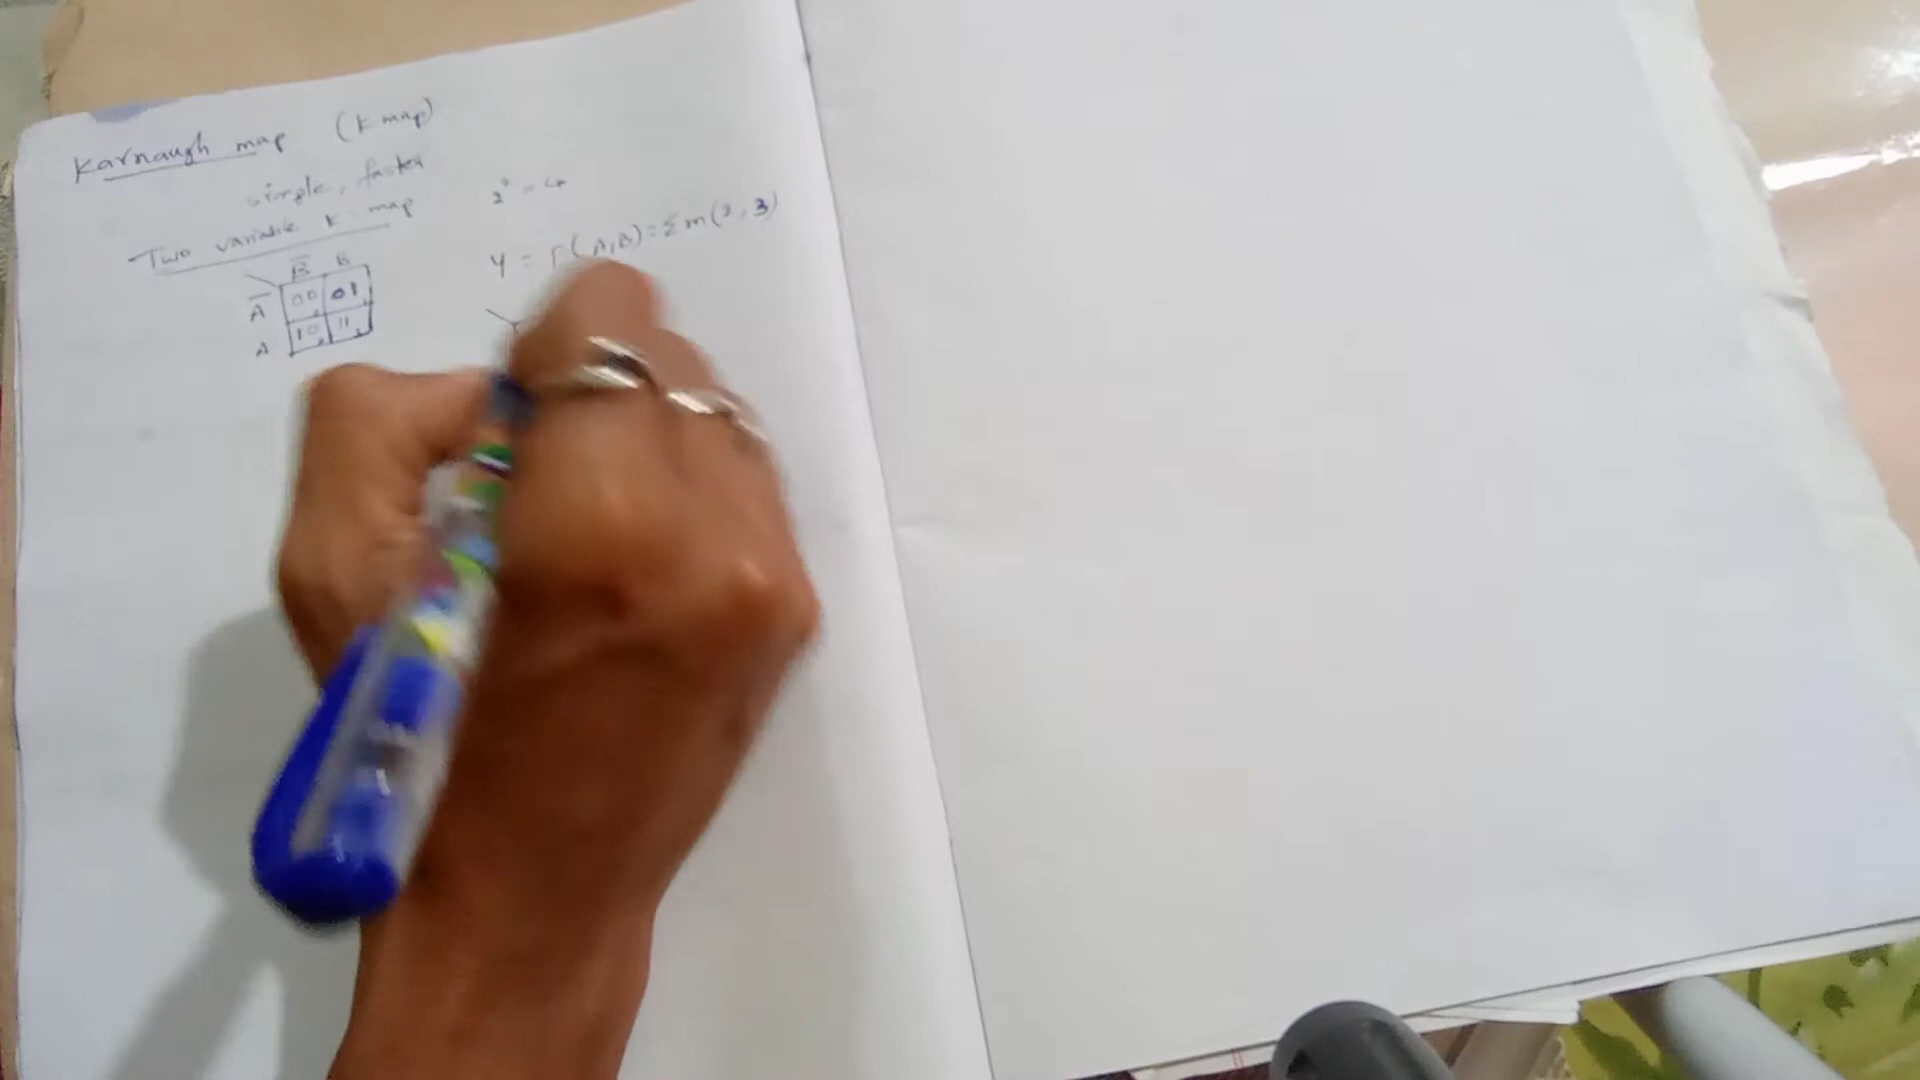 Karnaugh map (K map)
simple, faster
2² = 4
Two variable K-map
Y = f(A,B) = Σm(2,3)
B̅ B
A̅ 00 01
A 10 11